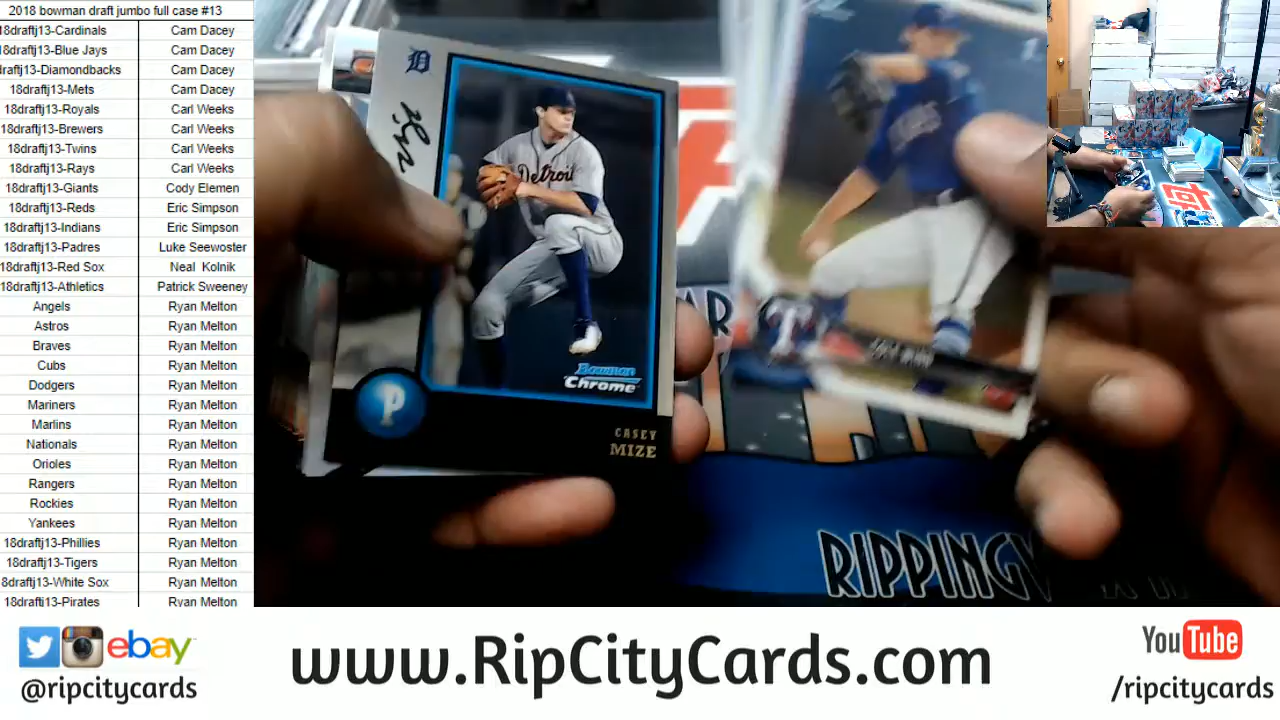 2018 bowman draft jumbo full case #13
18draftj13-Cardinals Cam Dacey
18draftj13-Blue Jays Cam Dacey
draftj13-Diamondbacks Cam Dacey
18draftj13-Mets Cam Dacey
18draftj13-Royals Carl Weeks
18draftj13-Brewers Carl Weeks
18draftj13-Twins Carl Weeks
18draftj13-Rays Carl Weeks
18draftj13-Giants Cody Elemen
18draftj13-Reds Eric Simpson
18draftj13-Indians Eric Simpson
18draftj13-Padres Luke Seewoster
18draftj13-Red Sox Neal Kolnik
18draftj13-Athletics Patrick Sweeney
Angels Ryan Melton
Astros Ryan Melton
Braves Ryan Melton
Cubs Ryan Melton
Dodgers Ryan Melton
Mariners Ryan Melton
Marlins Ryan Melton
Nationals Ryan Melton
Orioles Ryan Melton
Rangers Ryan Melton
Rockies Ryan Melton
Yankees Ryan Melton
18draftj13-Phillies Ryan Melton
18draftj13-Tigers Ryan Melton
8draftj13-White Sox Ryan Melton
18draftj13-Pirates Ryan Melton
D
Detroit
Bowman
Chrome
P
CASEY
MIZE
T
RIPPING
ebay
@ripcitycards
www.RipCityCards.com
YouTube
/ripcitycards